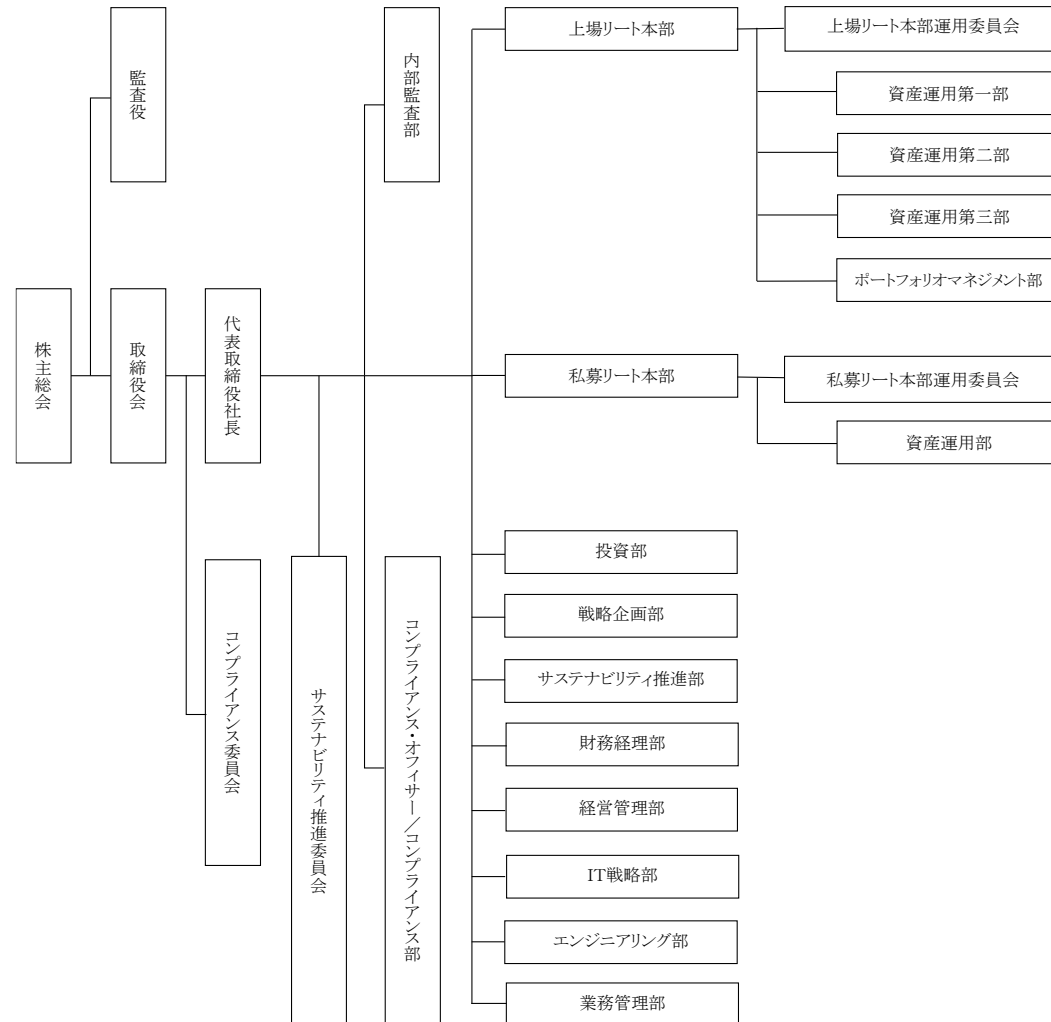 株主総会
監査役
取締役会
代表取締役社長
コンプライアンス委員会
サステナビリティ推進委員会
内部監査部
コンプライアンス・オフィサー／コンプライアンス部
上場リート本部
上場リート本部運用委員会
資産運用第一部
資産運用第二部
資産運用第三部
ポートフォリオマネジメント部
私募リート本部
私募リート本部運用委員会
資産運用部
投資部
戦略企画部
サステナビリティ推進部
財務経理部
経営管理部
IT戦略部
エンジニアリング部
業務管理部